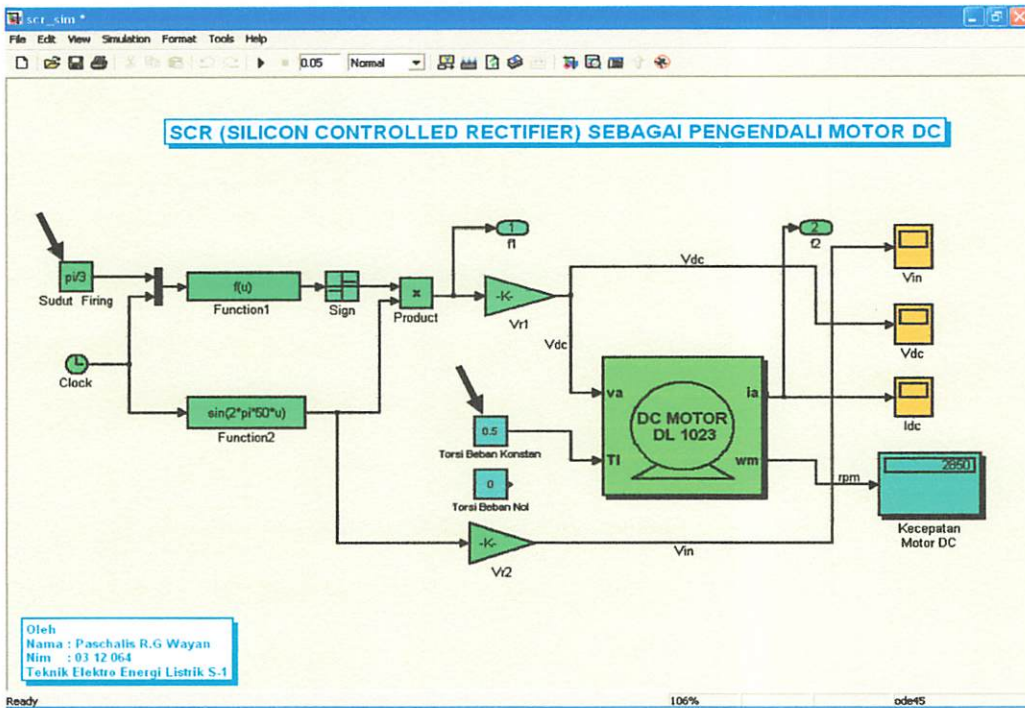 scr_sim *
File Edit View Simulation Format Tools Help
0.05 Normal
SCR (SILICON CONTROLLED RECTIFIER) SEBAGAI PENGENDALI MOTOR DC
1
f1
2
f2
Vdc
Vin
pi/3
Sudut Firing
f(u)
Function1
Sign
x
Product
-K-
Vr1
Vdc
Vdc
Clock
sin(2*pi*50*u)
Function2
va
ia
DC MOTOR
DL 1023
Tl
wm
Idc
0.5
Torsi Beban Konstan
0
Torsi Beban Nol
rpm
2850
Kecepatan
Motor DC
-K-
Vr2
Vin
Oleh
Nama : Paschalis R.G Wayan
Nim : 03 12 064
Teknik Elektro Energi Listrik S-1
Ready 106% ode45